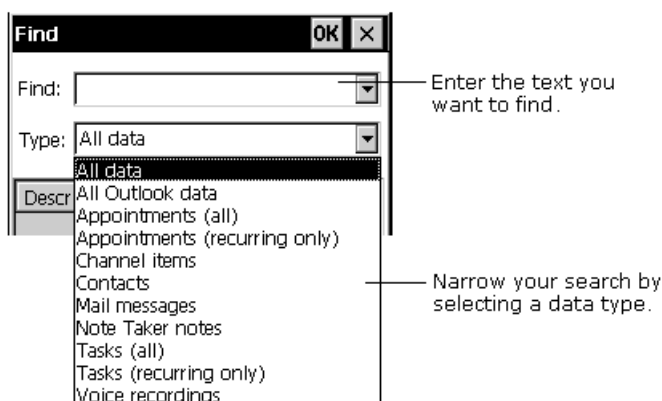 Find OK ×
Find:
Enter the text you
want to find.
Type: All data
All data
Descr All Outlook data
Appointments (all)
Appointments (recurring only)
Channel items
Contacts
Narrow your search by
selecting a data type.
Mail messages
Note Taker notes
Tasks (all)
Tasks (recurring only)
Voice recordings